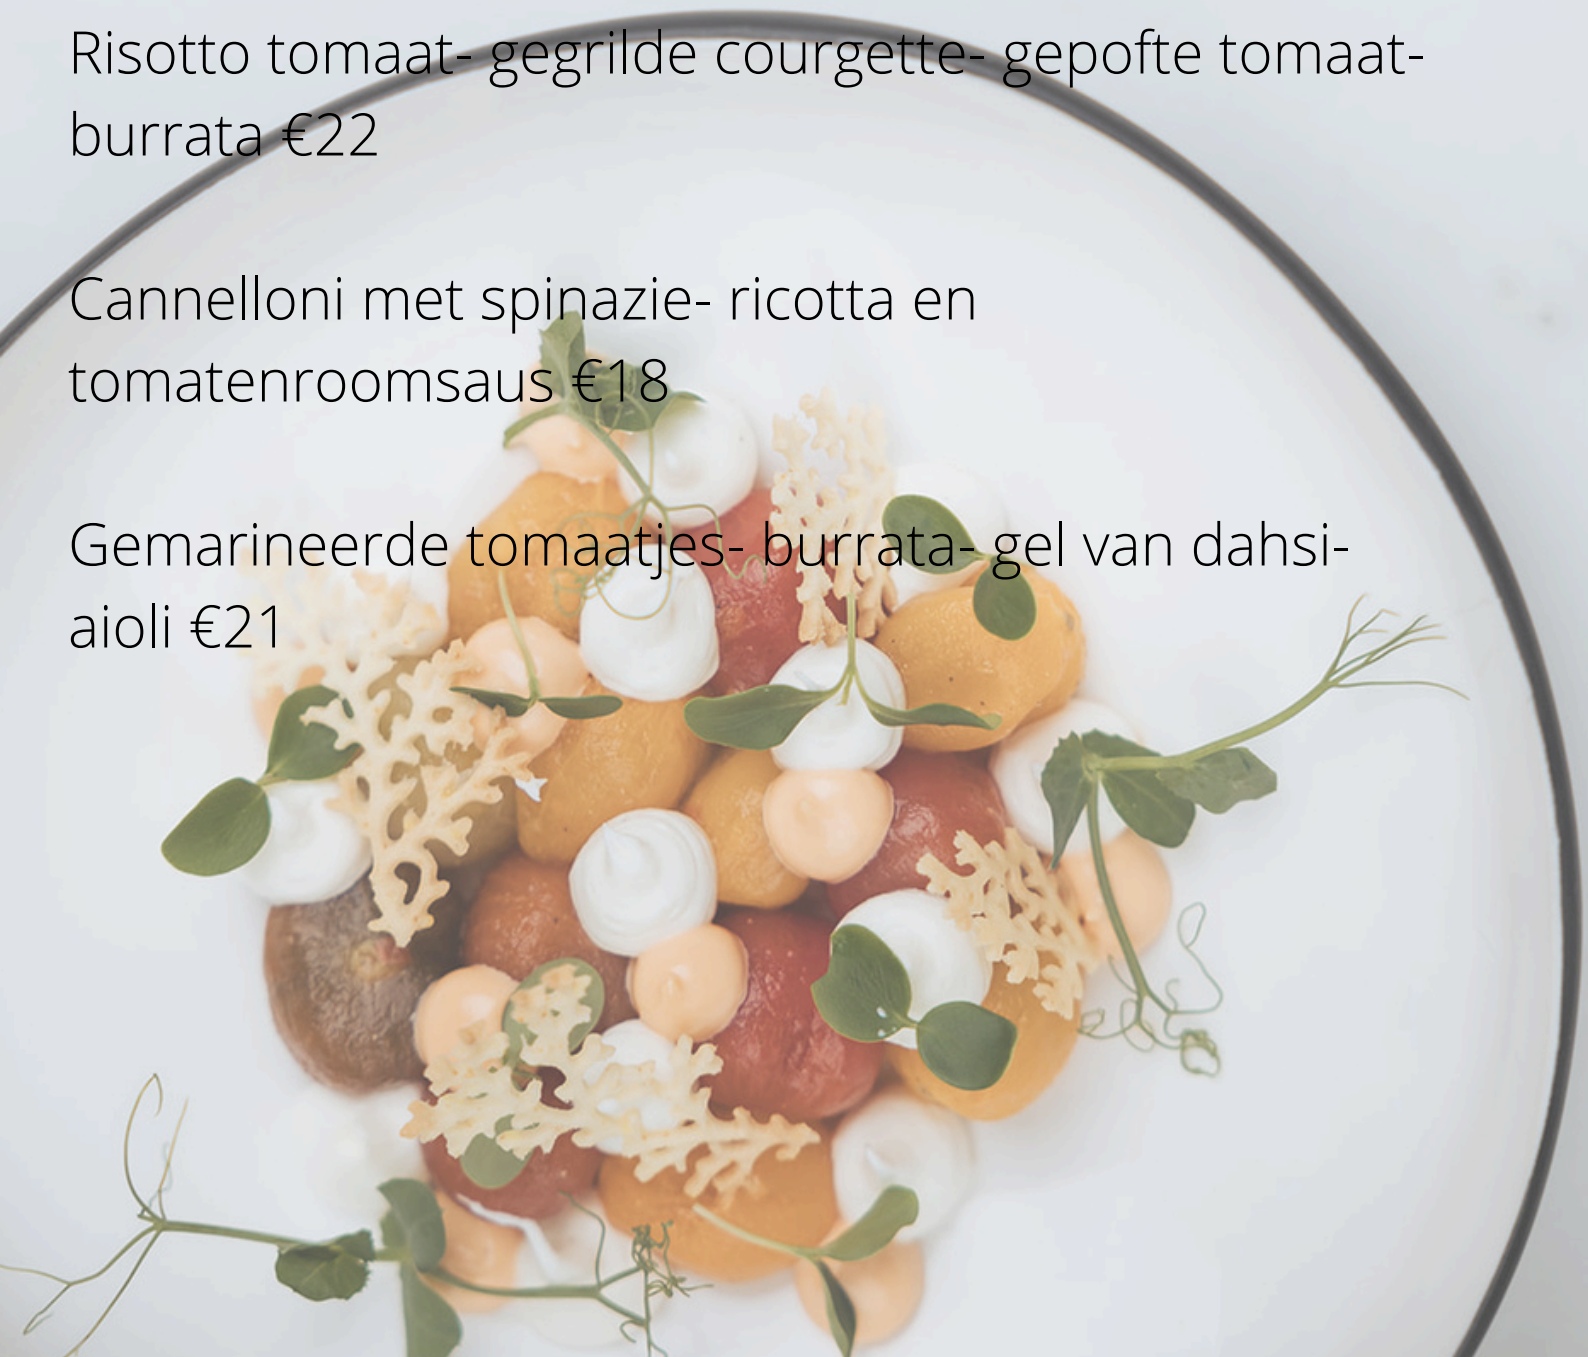 Risotto tomaat- gegrilde courgette- gepofte tomaat-
burrata €22
Cannelloni met spinazie- ricotta en
tomatenroomsaus €18
Gemarineerde tomaatjes- burrata- gel van dahsi-
aioli €21